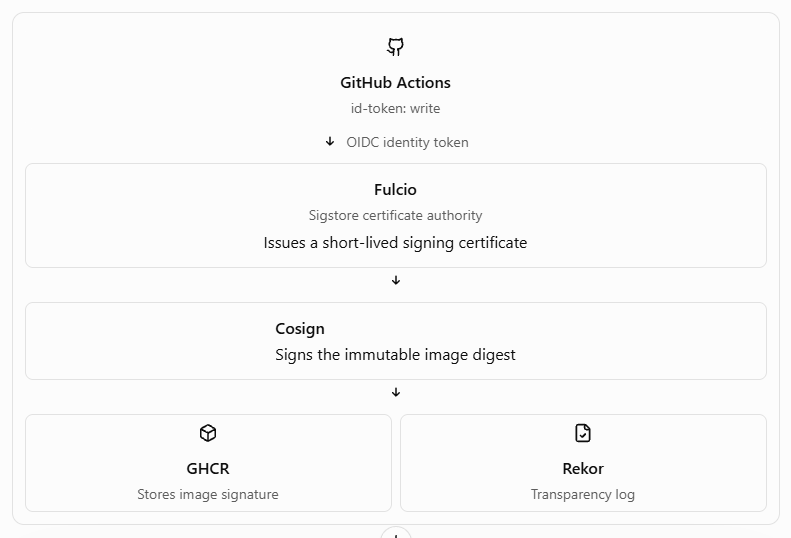 GitHub Actions
id-token: write
OIDC identity token
Fulcio
Sigstore certificate authority
Issues a short-lived signing certificate
Cosign
Signs the immutable image digest
GHCR
Stores image signature
Rekor
Transparency log